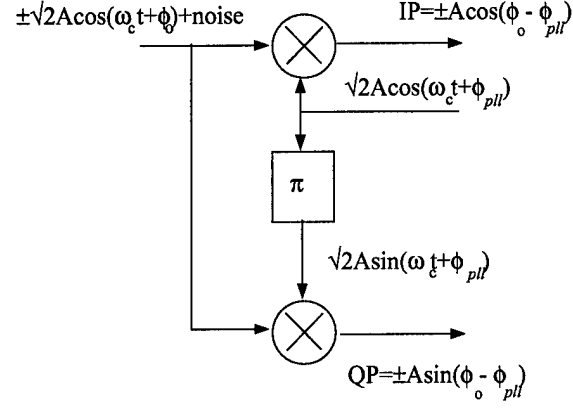 ±√2Acos(ω_c t+ϕ_o)+noise
IP=±Acos(ϕ_o - ϕ_pll)
√2Acos(ω_c t+ϕ_pll)
π
√2Asin(ω_c t+ϕ_pll)
QP=±Asin(ϕ_o - ϕ_pll)